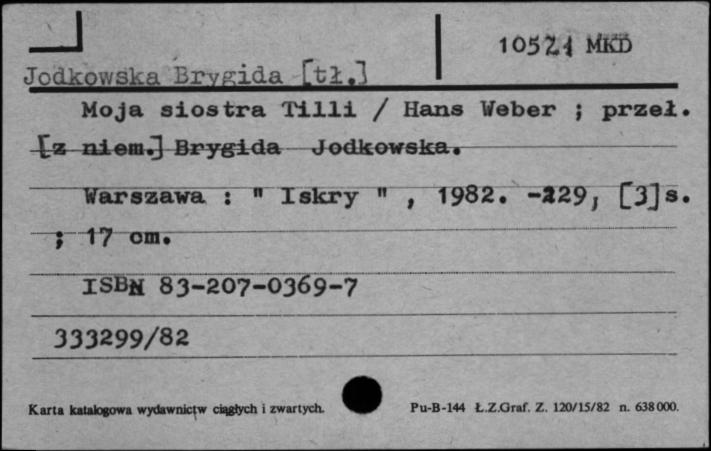 10521 MKD
Jodkowska Brygida [tł.]
Moja siostra Tilli / Hans Weber ; przeł.
[z niem.] Brygida Jodkowska.
Warszawa : " Iskry " , 1982. -229, [3]s.
; 17 cm.
ISBN 83-207-0369-7
333299/82
Karta katalogowa wydawnictw ciągłych i zwartych. Pu-B-144 Ł.Z.Graf. Z. 120/15/82 n. 638000.